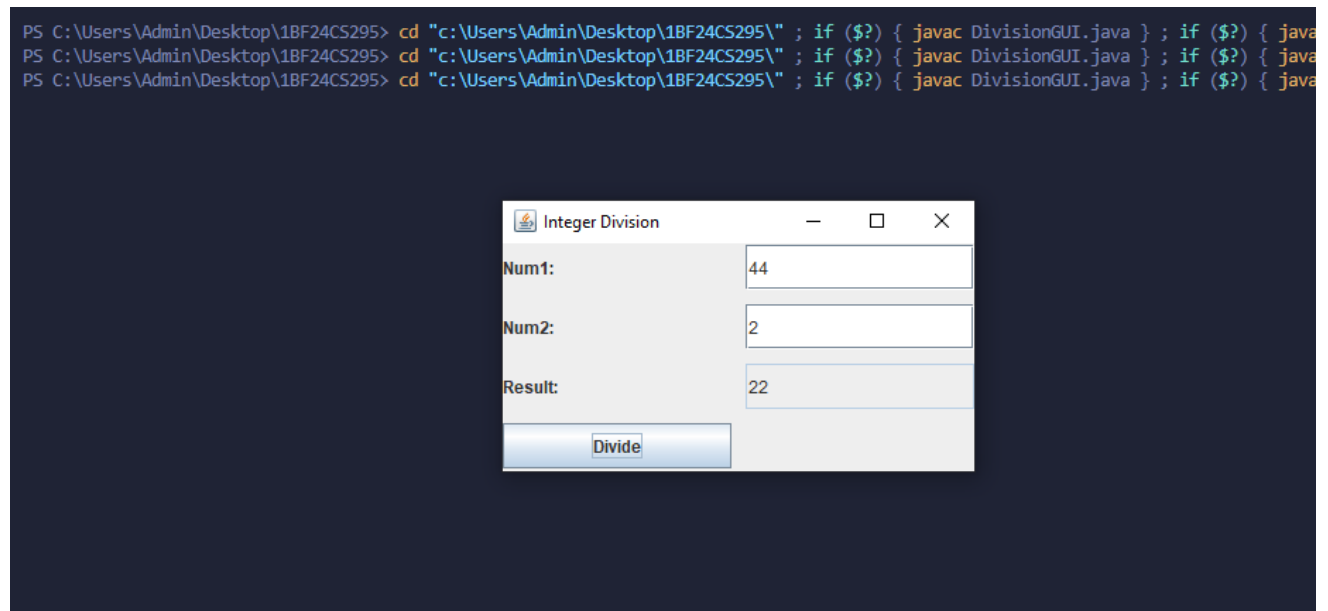 PS C:\Users\Admin\Desktop\1BF24CS295> cd "c:\Users\Admin\Desktop\1BF24CS295\" ; if ($?) { javac DivisionGUI.java } ; if ($?) { java
PS C:\Users\Admin\Desktop\1BF24CS295> cd "c:\Users\Admin\Desktop\1BF24CS295\" ; if ($?) { javac DivisionGUI.java } ; if ($?) { java
PS C:\Users\Admin\Desktop\1BF24CS295> cd "c:\Users\Admin\Desktop\1BF24CS295\" ; if ($?) { javac DivisionGUI.java } ; if ($?) { java
Integer Division
Num1: 44
Num2: 2
Result: 22
Divide